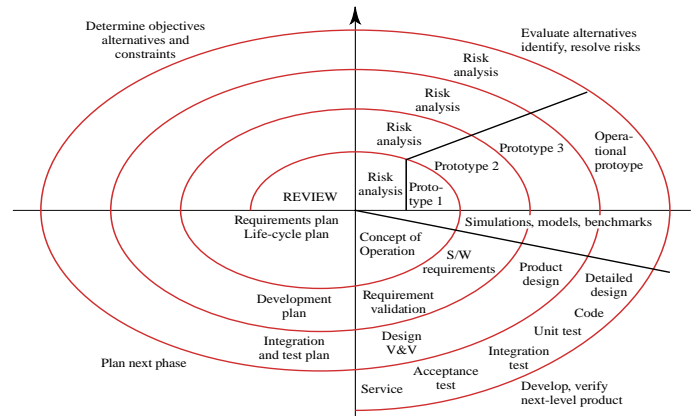 Determine objectives
alternatives and
constraints
Evaluate alternatives
identify, resolve risks
Risk
analysis
Risk
analysis
Risk
analysis
Risk
analysis
Opera-
tional
protoype
Prototype 3
Prototype 2
Proto-
type 1
REVIEW
Requirements plan
Life-cycle plan
Simulations, models, benchmarks
Concept of
Operation
S/W
requirements
Product
design
Detailed
design
Development
plan
Requirement
validation
Code
Unit test
Integration
and test plan
Design
V&V
Integration
test
Plan next phase
Acceptance
test
Service
Develop, verify
next-level product